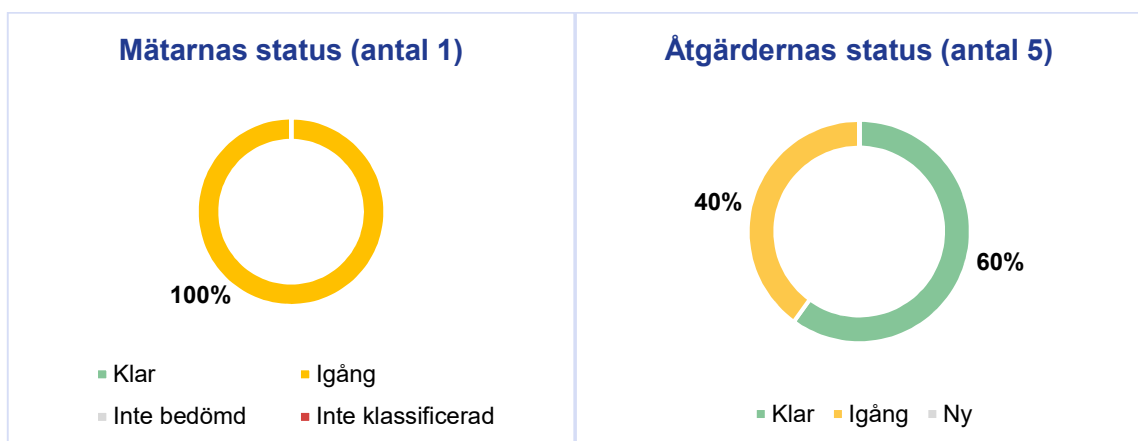 Mätarnas status (antal 1)
100%
Klar
Igång
Inte bedömd
Inte klassificerad
Åtgärdernas status (antal 5)
40%
60%
Klar
Igång
Ny